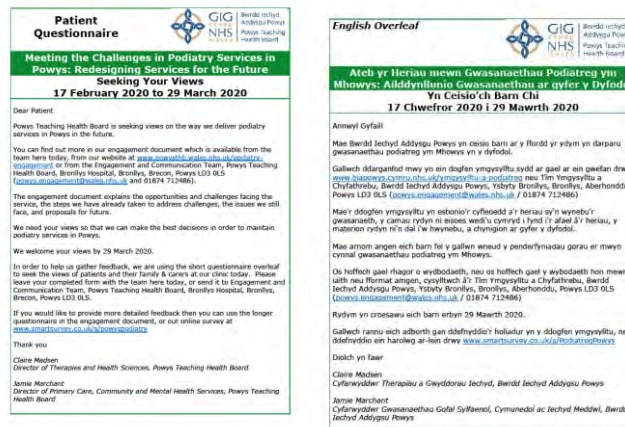 Patient
Questionnaire
GIG
CYMRU
NHS
WALES
Bwrdd Iechyd
Addysgu Powys
Powys Teaching
Health Board
Meeting the Challenges in Podiatry Services in
Powys: Redesigning Services for the Future
Seeking Your Views
17 February 2020 to 29 March 2020
Dear Patient
Powys Teaching Health Board is seeking views on the way we deliver podiatry
services in Powys in the future.
You can find out more in our engagement document which is available from the
team here today, from our website at www.powysthb.wales.nhs.uk/podiatry-
engagement or from the Engagement and Communication Team, Powys Teaching
Health Board, Bronllys Hospital, Bronllys, Brecon, Powys LD3 0LS
(powys.engagement@wales.nhs.uk and 01874 712486).
The engagement document explains the opportunities and challenges facing the
service, the steps we have already taken to address challenges, the issues we still
face, and proposals for future.
We need your views so that we can make the best decisions in order to maintain
podiatry services in Powys.
We welcome your views by 29 March 2020.
In order to help us gather feedback, we are using the short questionnaire overleaf
to seek the views of patients and their family & carers at our clinic today. Please
leave your completed form with the team here today, or send it to Engagement and
Communication Team, Powys Teaching Health Board, Bronllys Hospital, Bronllys,
Brecon, Powys LD3 0LS.
If you would like to provide more detailed feedback then you can use the longer
questionnaire in the engagement document, or our online survey at
www.smartsurvey.co.uk/s/powyspodiatry
Thank you
Claire Madsen
Director of Therapies and Health Sciences, Powys Teaching Health Board
Jamie Marchant
Director of Primary Care, Community and Mental Health Services, Powys Teaching
Health Board
English Overleaf
GIG
CYMRU
NHS
WALES
Bwrdd Iechyd
Addysgu Powys
Powys Teaching
Health Board
Ateb yr Heriau mewn Gwasanaethau Podiatreg ym
Mhowys: Ailddyllunio Gwasanaethau ar gyfer y Dyfodol
Yn Ceisio'ch Barn Chi
17 Chwefror 2020 i 29 Mawrth 2020
Annwyl Gyfaill
Mae Bwrdd Iechyd Addysgu Powys yn ceisio barn ar y ffordd yr ydym yn darparu
gwasanaethau podiatreg ym Mhowys yn y dyfodol.
Gallwch ddarganfod mwy yn ein dogfen ymgysylltu sydd ar gael ar ein gwefan drwy
www.biapowys.cymru.nhs.uk/ymgysylltu-a-podiatreg neu Tîm Ymgysylltu a
Chyfathrebu, Bwrdd Iechyd Addysgu Powys, Ysbyty Bronllys, Bronllys, Aberhonddu,
Powys LD3 0LS (powys.engagement@wales.nhs.uk / 01874 712486)
Mae'r ddogfen ymgysylltu yn esbonio'r cyfleoedd a'r heriau sy'n wynebu'r
gwasanaeth, y camau rydyn ni eisoes wedi'u cymryd i fynd i'r afael â'r heriau, y
materion rydyn ni'n dal i'w hwynebu, a chynigion ar gyfer y dyfodol.
Mae arnom angen eich barn fel y gallwn wneud y penderfyniadau gorau er mwyn
cynnal gwasanaethau podiatreg ym Mhowys.
Os hoffech gael rhagor o wybodaeth, neu os hoffech gael y wybodaeth hon mewn
iaith neu fformat amgen, cysylltwch â'r Tîm Ymgysylltu a Chyfathrebu, Bwrdd
Iechyd Addysgu Powys, Ysbyty Bronllys, Bronllys, Aberhonddu, Powys LD3 0LS
(powys.engagement@wales.nhs.uk / 01874 712486)
Rydym yn croesawu eich barn erbyn 29 Mawrth 2020.
Gallwch rannu eich adborth gan ddefnyddio'r holiadur yn y ddogfen ymgysylltu, neu
ddefnyddio ein harolwg ar-lein drwy www.smartsurvey.co.uk/s/PodiatregPowys
Diolch yn fawr
Claire Madsen
Cyfarwyddwr Therapïau a Gwyddorau Iechyd, Bwrdd Iechyd Addysgu Powys
Jamie Marchant
Cyfarwyddwr Gwasanaethau Gofal Sylfaenol, Cymunedol ac Iechyd Meddwl, Bwrdd
Iechyd Addysgu Powys